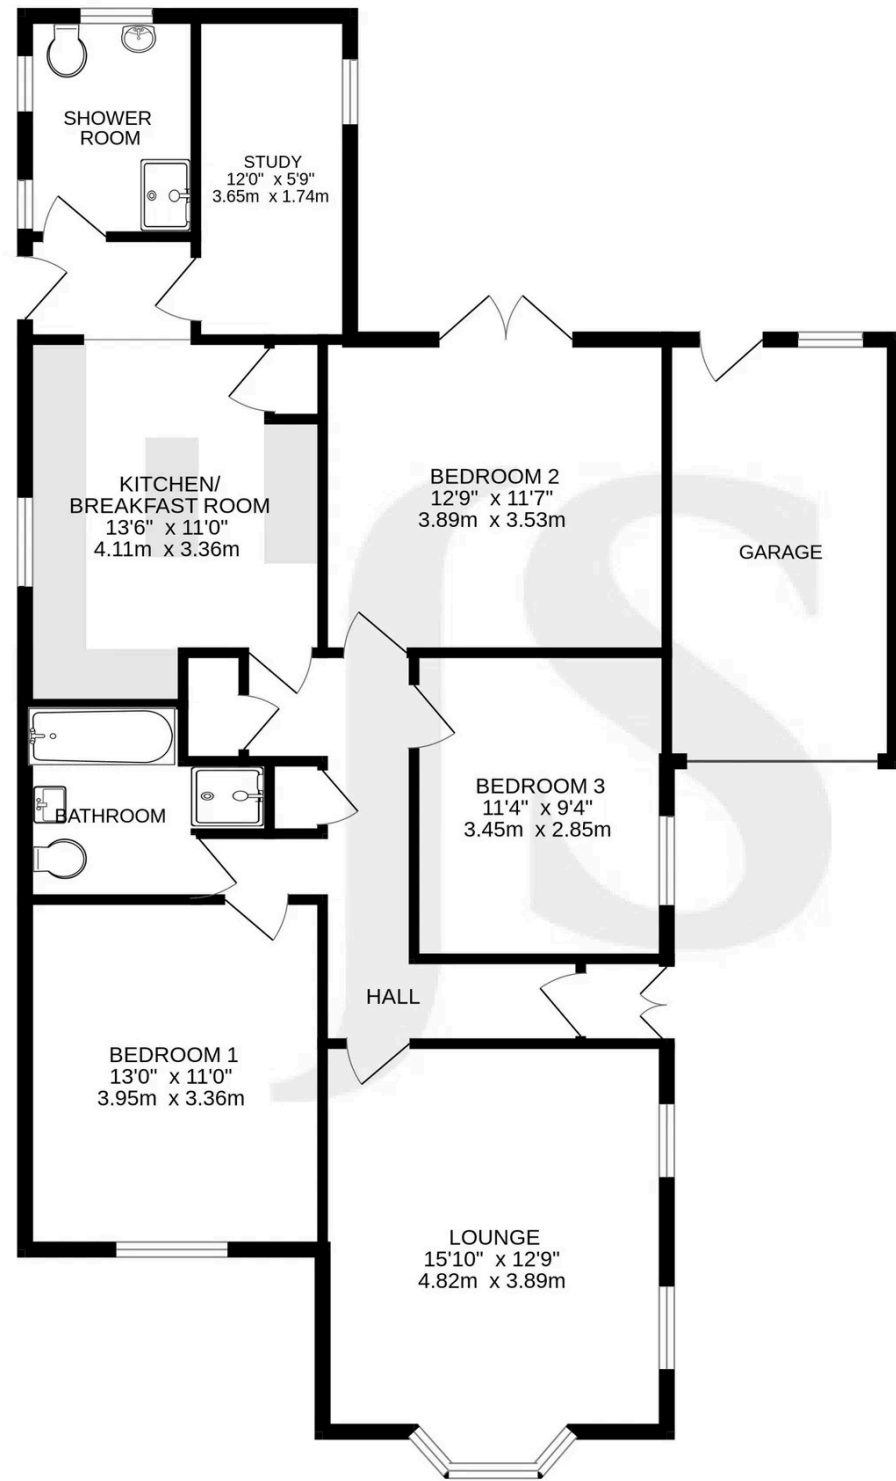 SHOWER
ROOM
STUDY
12'0" x 5'9"
3.65m x 1.74m
KITCHEN/
BREAKFAST ROOM
13'6" x 11'0"
4.11m x 3.36m
BEDROOM 2
12'9" x 11'7"
3.89m x 3.53m
GARAGE
BEDROOM 3
11'4" x 9'4"
3.45m x 2.85m
BATHROOM
HALL
BEDROOM 1
13'0" x 11'0"
3.95m x 3.36m
LOUNGE
15'10" x 12'9"
4.82m x 3.89m
JS